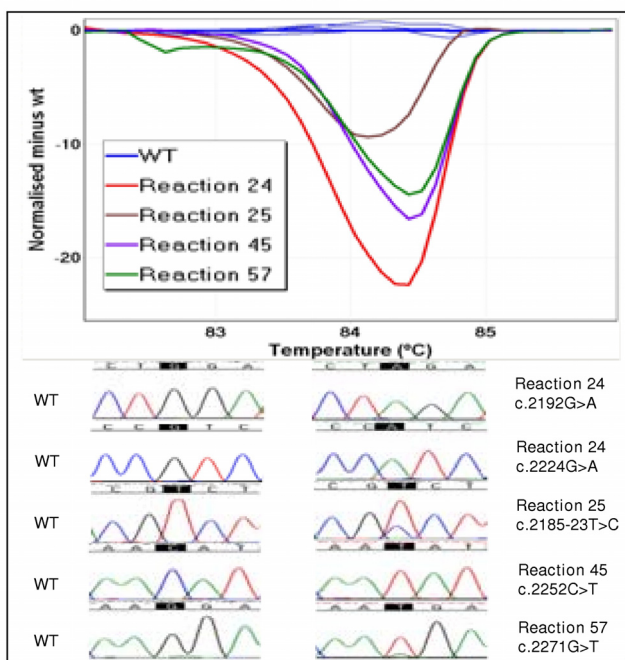 Normalised minus wt
0
-10
-20
WT
Reaction 24
Reaction 25
Reaction 45
Reaction 57
83 84 85
Temperature (ºC)
C T G G A
C T A G A
WT
Reaction 24
c.2192G>A
C C G T C
C C A T C
WT
Reaction 24
c.2224G>A
C G T C T
C G T C T
WT
Reaction 25
c.2185-23T>C
A A C A T
A A T A T
WT
Reaction 45
c.2252C>T
A A G G A
A A T G A
WT
Reaction 57
c.2271G>T